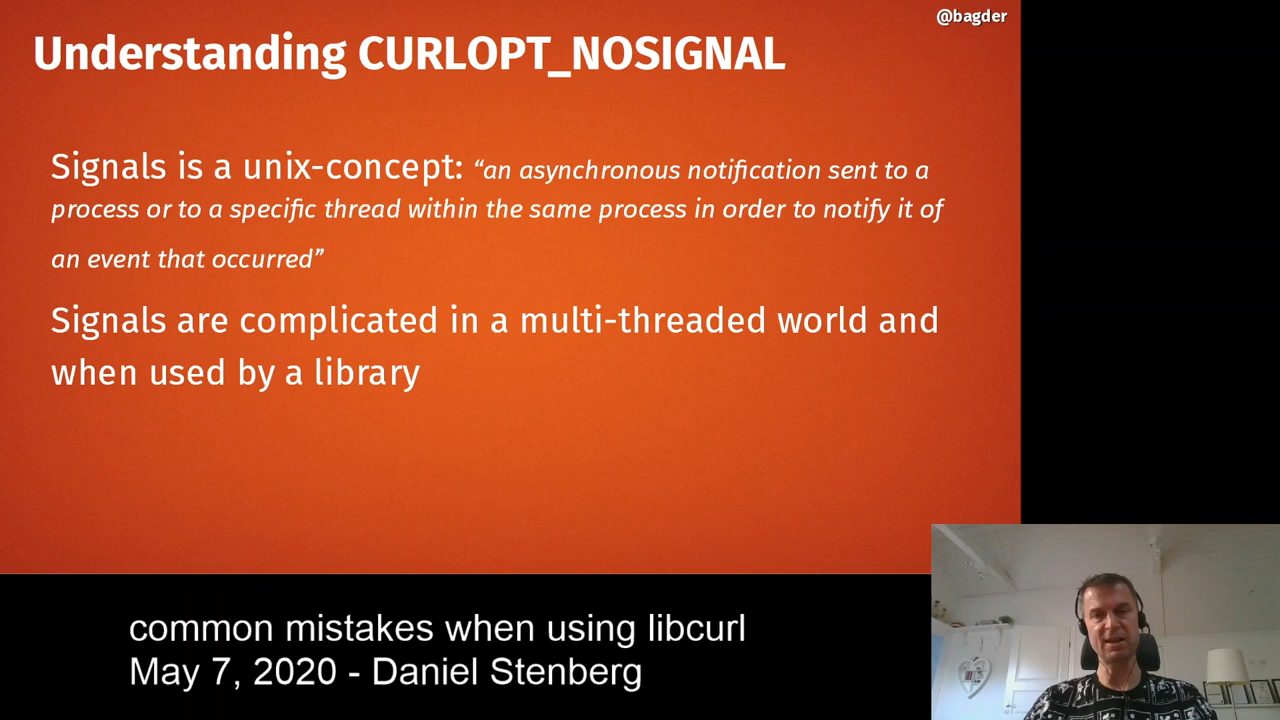 @bagder
Understanding CURLOPT_NOSIGNAL
Signals is a unix-concept: “an asynchronous notification sent to a
process or to a specific thread within the same process in order to notify it of
an event that occurred”
Signals are complicated in a multi-threaded world and
when used by a library
common mistakes when using libcurl
May 7, 2020 - Daniel Stenberg